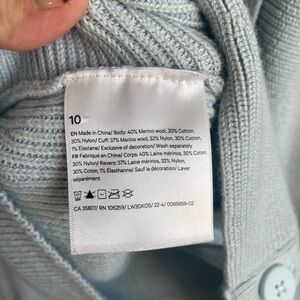 10
EN Made in China/ Body: 40% Merino wool, 30% Cotton,
30% Nylon/ Cuff: 37% Merino wool, 32% Nylon, 30% Cotton,
1% Elastane/ Exclusive of decoration/ Wash separately
FR Fabriqué en Chine/ Corps: 40% Laine mérinos, 30% Coton,
30% Nylon/ Revers: 37% Laine mérinos, 32% Nylon,
30% Coton, 1% Élasthanne/ Sauf la décoration/ Laver
séparément
CA 35801/ RN 106259/ LW3GKOS/ 22-4/ 0065659-02